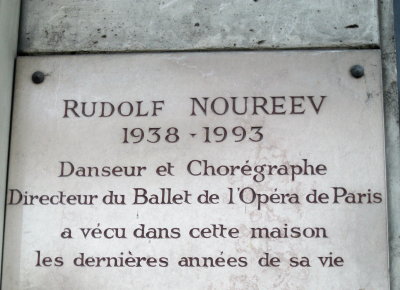 RUDOLF NOUREEV
1938 - 1993
Danseur et Chorégraphe
Directeur du Ballet de l'Opéra de Paris
a vécu dans cette maison
les dernières années de sa vie